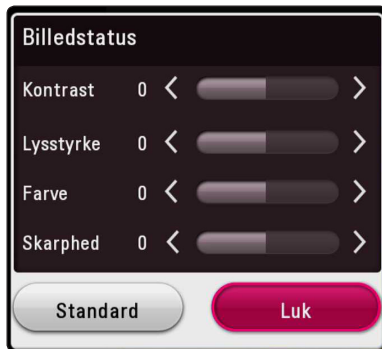 Billedstatus
Kontrast 0
Lysstyrke 0
Farve 0
Skarphed 0
Standard Luk